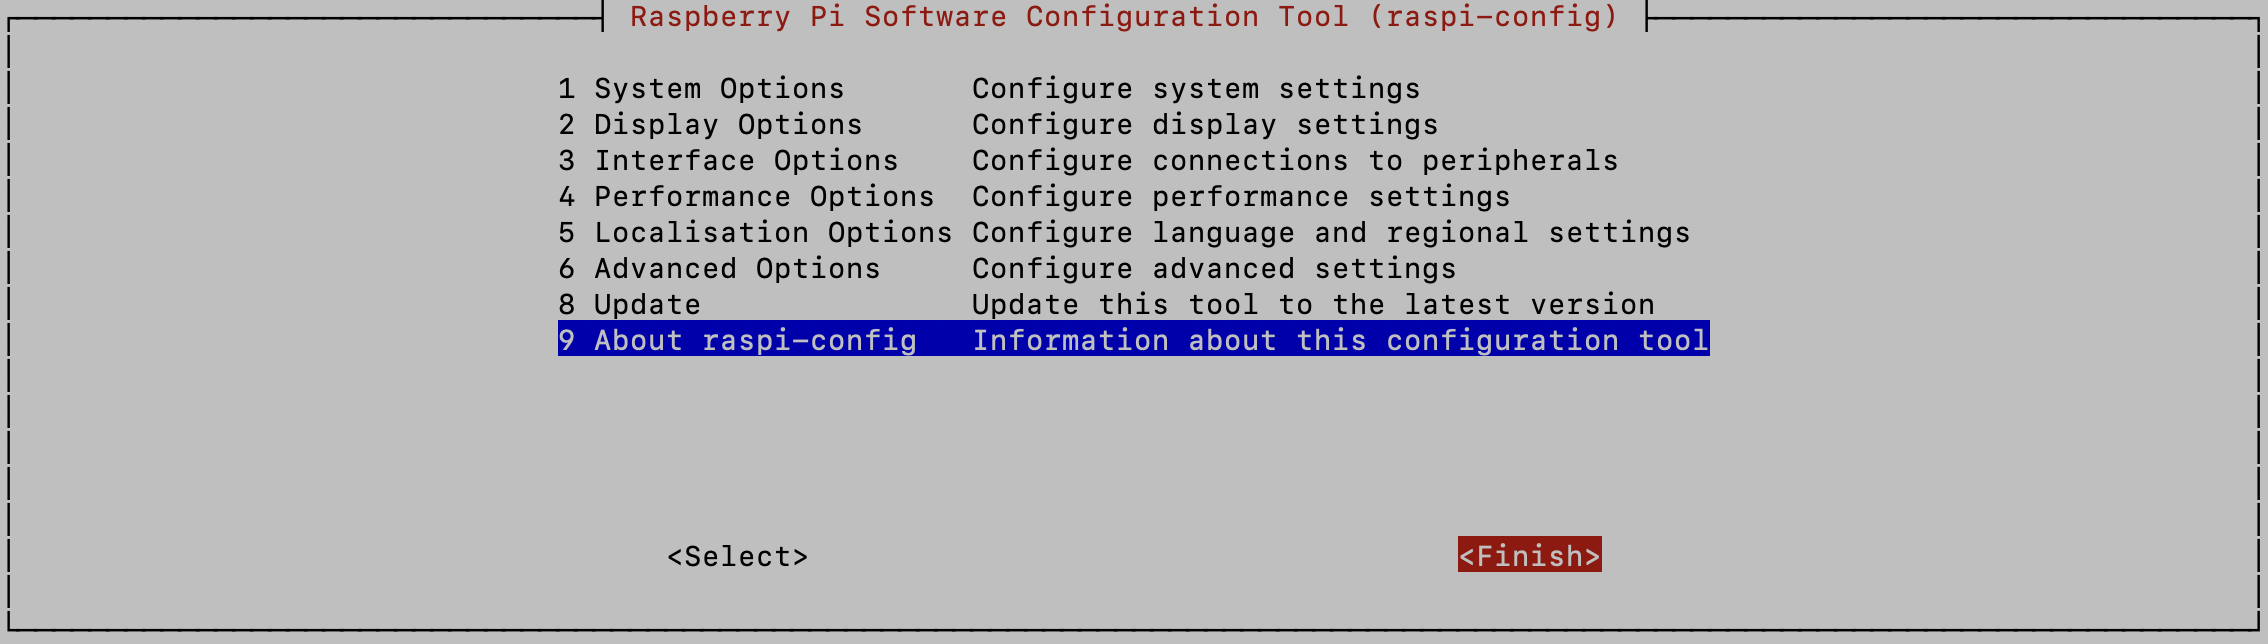 Raspberry Pi Software Configuration Tool (raspi-config)
1 System Options Configure system settings
2 Display Options Configure display settings
3 Interface Options Configure connections to peripherals
4 Performance Options Configure performance settings
5 Localisation Options Configure language and regional settings
6 Advanced Options Configure advanced settings
8 Update Update this tool to the latest version
9 About raspi-config Information about this configuration tool
<Select> <Finish>